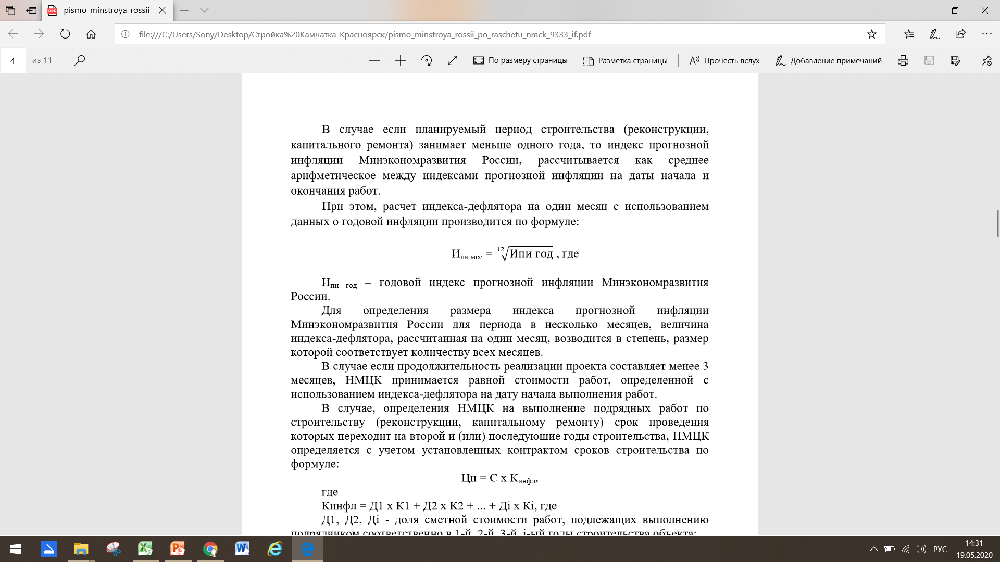 pismo_minstroya_rossii_
file:///C:/Users/Sony/Desktop/Стройка%20Камчатка-Красноярск/pismo_minstroya_rossii_po_raschetu_nmck_9333_if.pdf
4 из 11 По размеру страницы Разметка страницы Прочесть вслух Добавление примечаний
В случае если планируемый период строительства (реконструкции,
капитального ремонта) занимает меньше одного года, то индекс прогнозной
инфляции Минэкономразвития России, рассчитывается как среднее
арифметическое между индексами прогнозной инфляции на даты начала и
окончания работ.
При этом, расчет индекса-дефлятора на один месяц с использованием
данных о годовой инфляции производится по формуле:
Ипи мес = ¹²√Ипи год , где
Ипи год – годовой индекс прогнозной инфляции Минэкономразвития
России.
Для определения размера индекса прогнозной инфляции
Минэкономразвития России для периода в несколько месяцев, величина
индекса-дефлятора, рассчитанная на один месяц, возводится в степень, размер
которой соответствует количеству всех месяцев.
В случае если продолжительность реализации проекта составляет менее 3
месяцев, НМЦК принимается равной стоимости работ, определенной с
использованием индекса-дефлятора на дату начала выполнения работ.
В случае, определения НМЦК на выполнение подрядных работ по
строительству (реконструкции, капитальному ремонту) срок проведения
которых переходит на второй и (или) последующие годы строительства, НМЦК
определяется с учетом установленных контрактом сроков строительства по
формуле:
Цп = С х Кинфл,
где
Кинфл = Д1 х К1 + Д2 х К2 + ... + Дi х Кi, где
Д1, Д2, Дi - доля сметной стоимости работ, подлежащих выполнению
подрядчиком соответственно в 1-й, 2-й, 3-й, i-ый годы строительства объекта;
РУС
14:31
19.05.2020